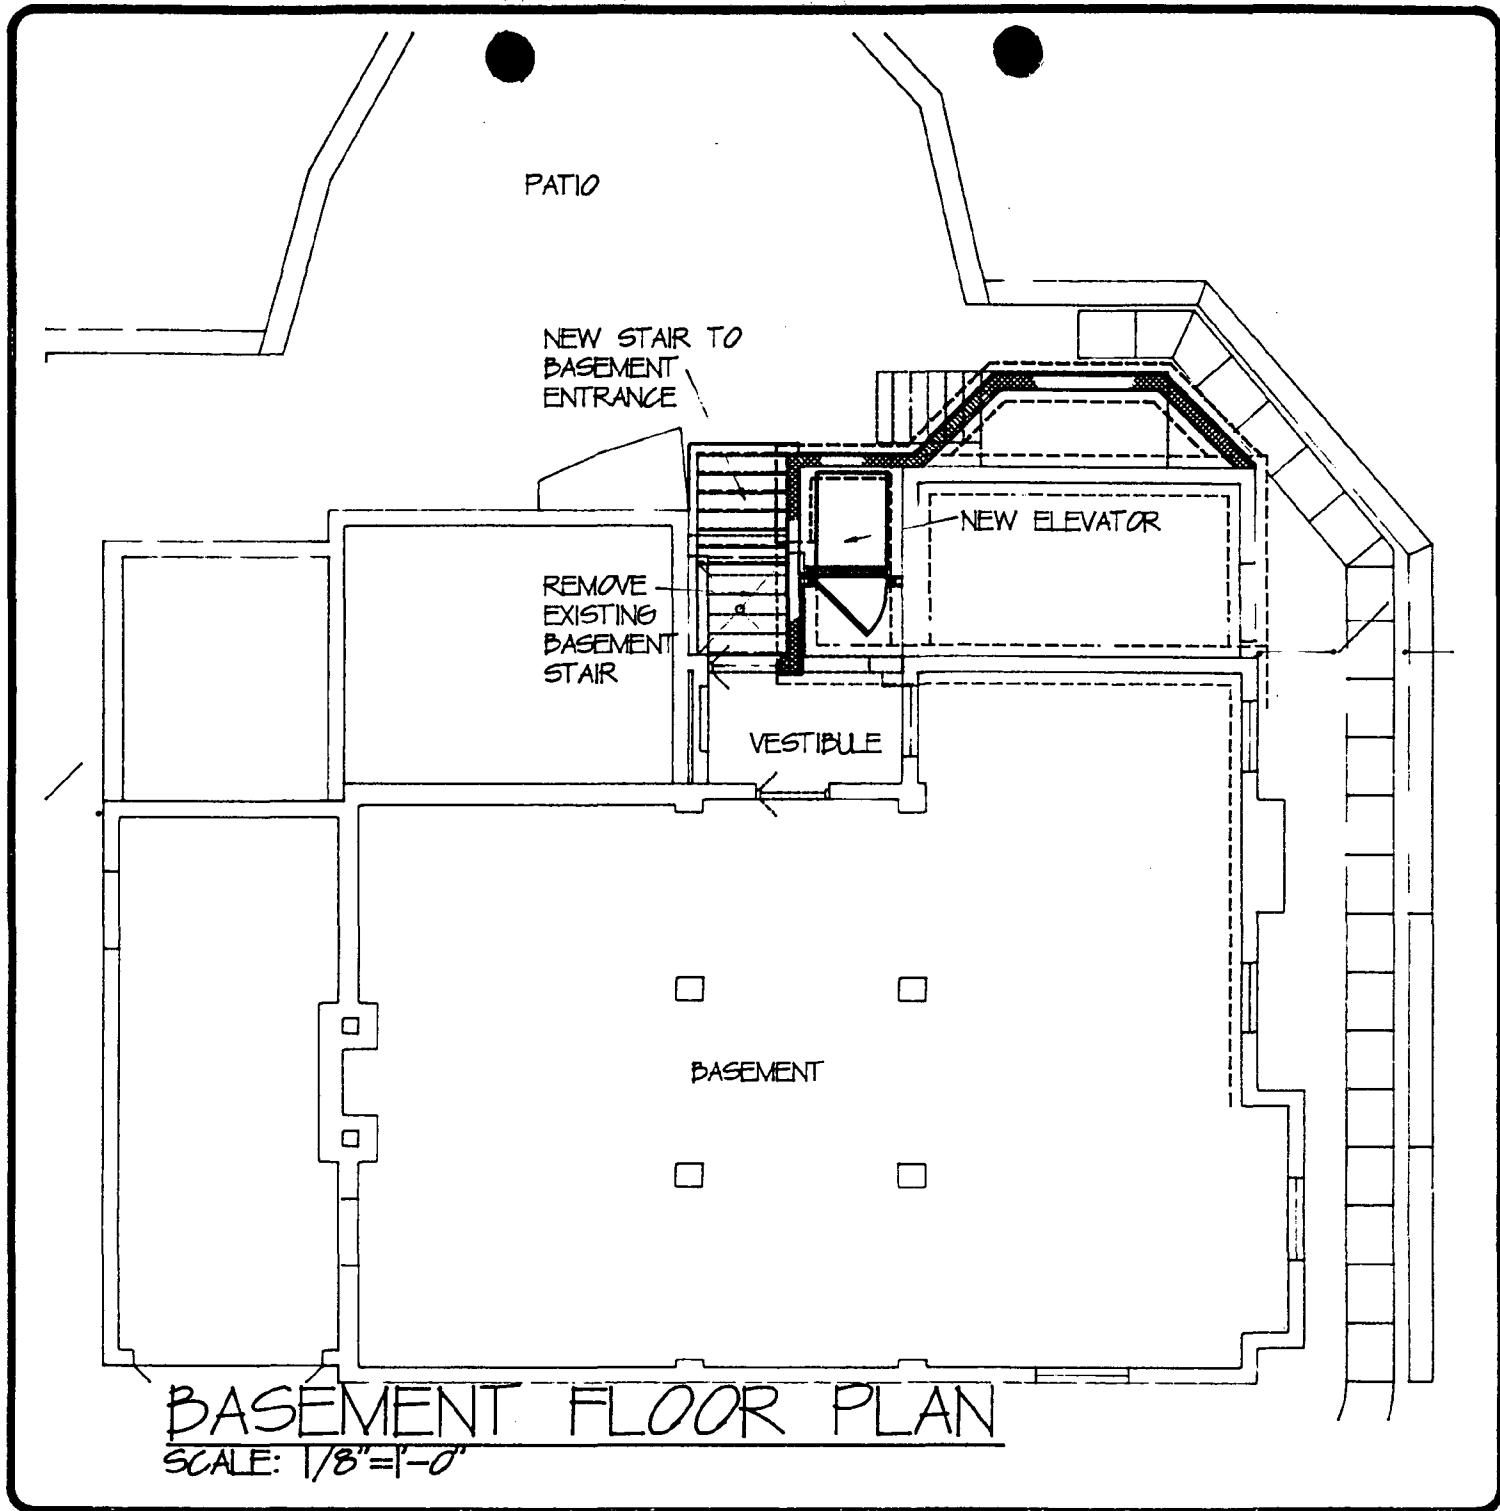 PATIO
NEW STAIR TO
BASEMENT
ENTRANCE
NEW ELEVATOR
REMOVE
EXISTING
BASEMENT
STAIR
VESTIBULE
BASEMENT
BASEMENT FLOOR PLAN
SCALE: 1/8"=1'-0"